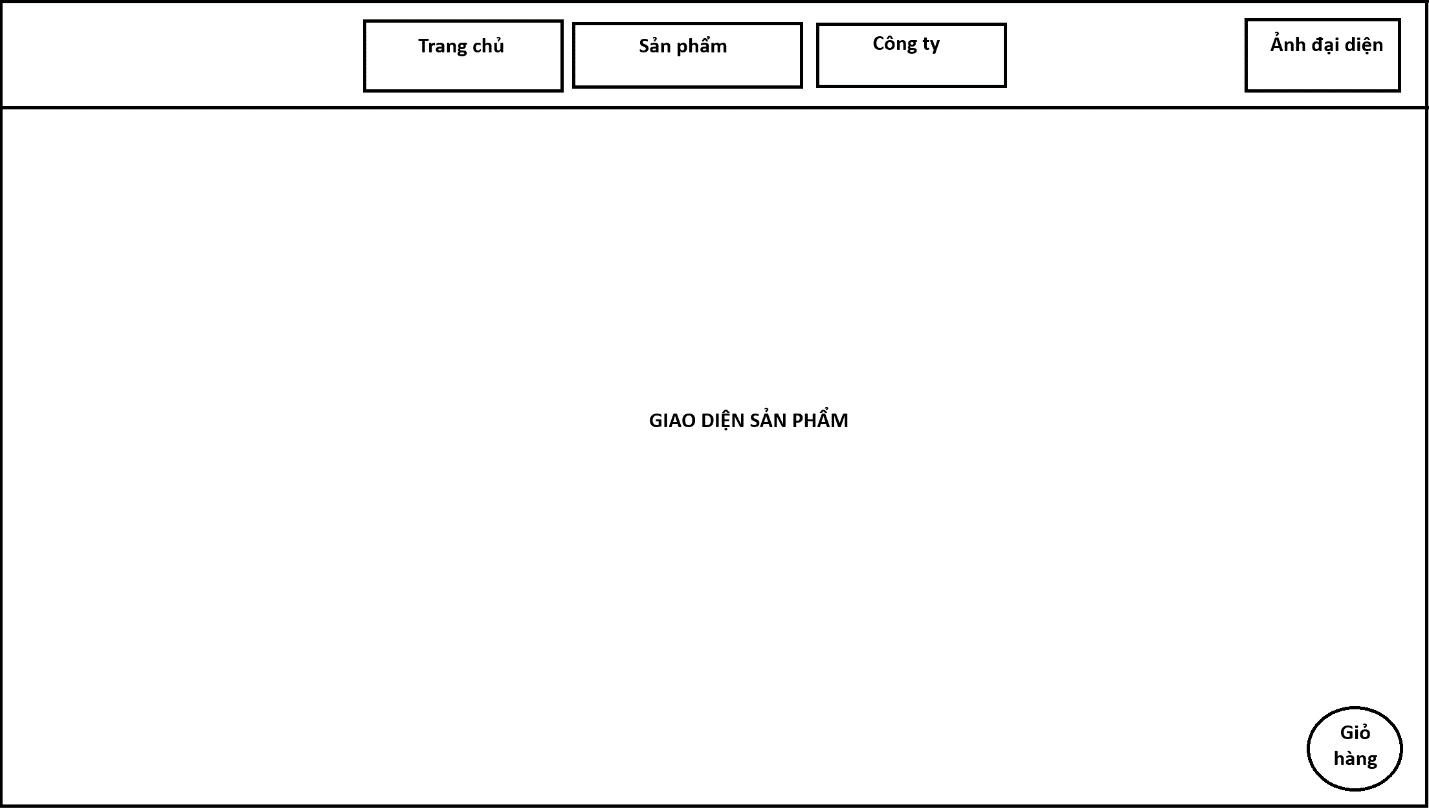 Trang chủ
Sản phẩm
Công ty
Ảnh đại diện
GIAO DIỆN SẢN PHẨM
Giỏ
hàng